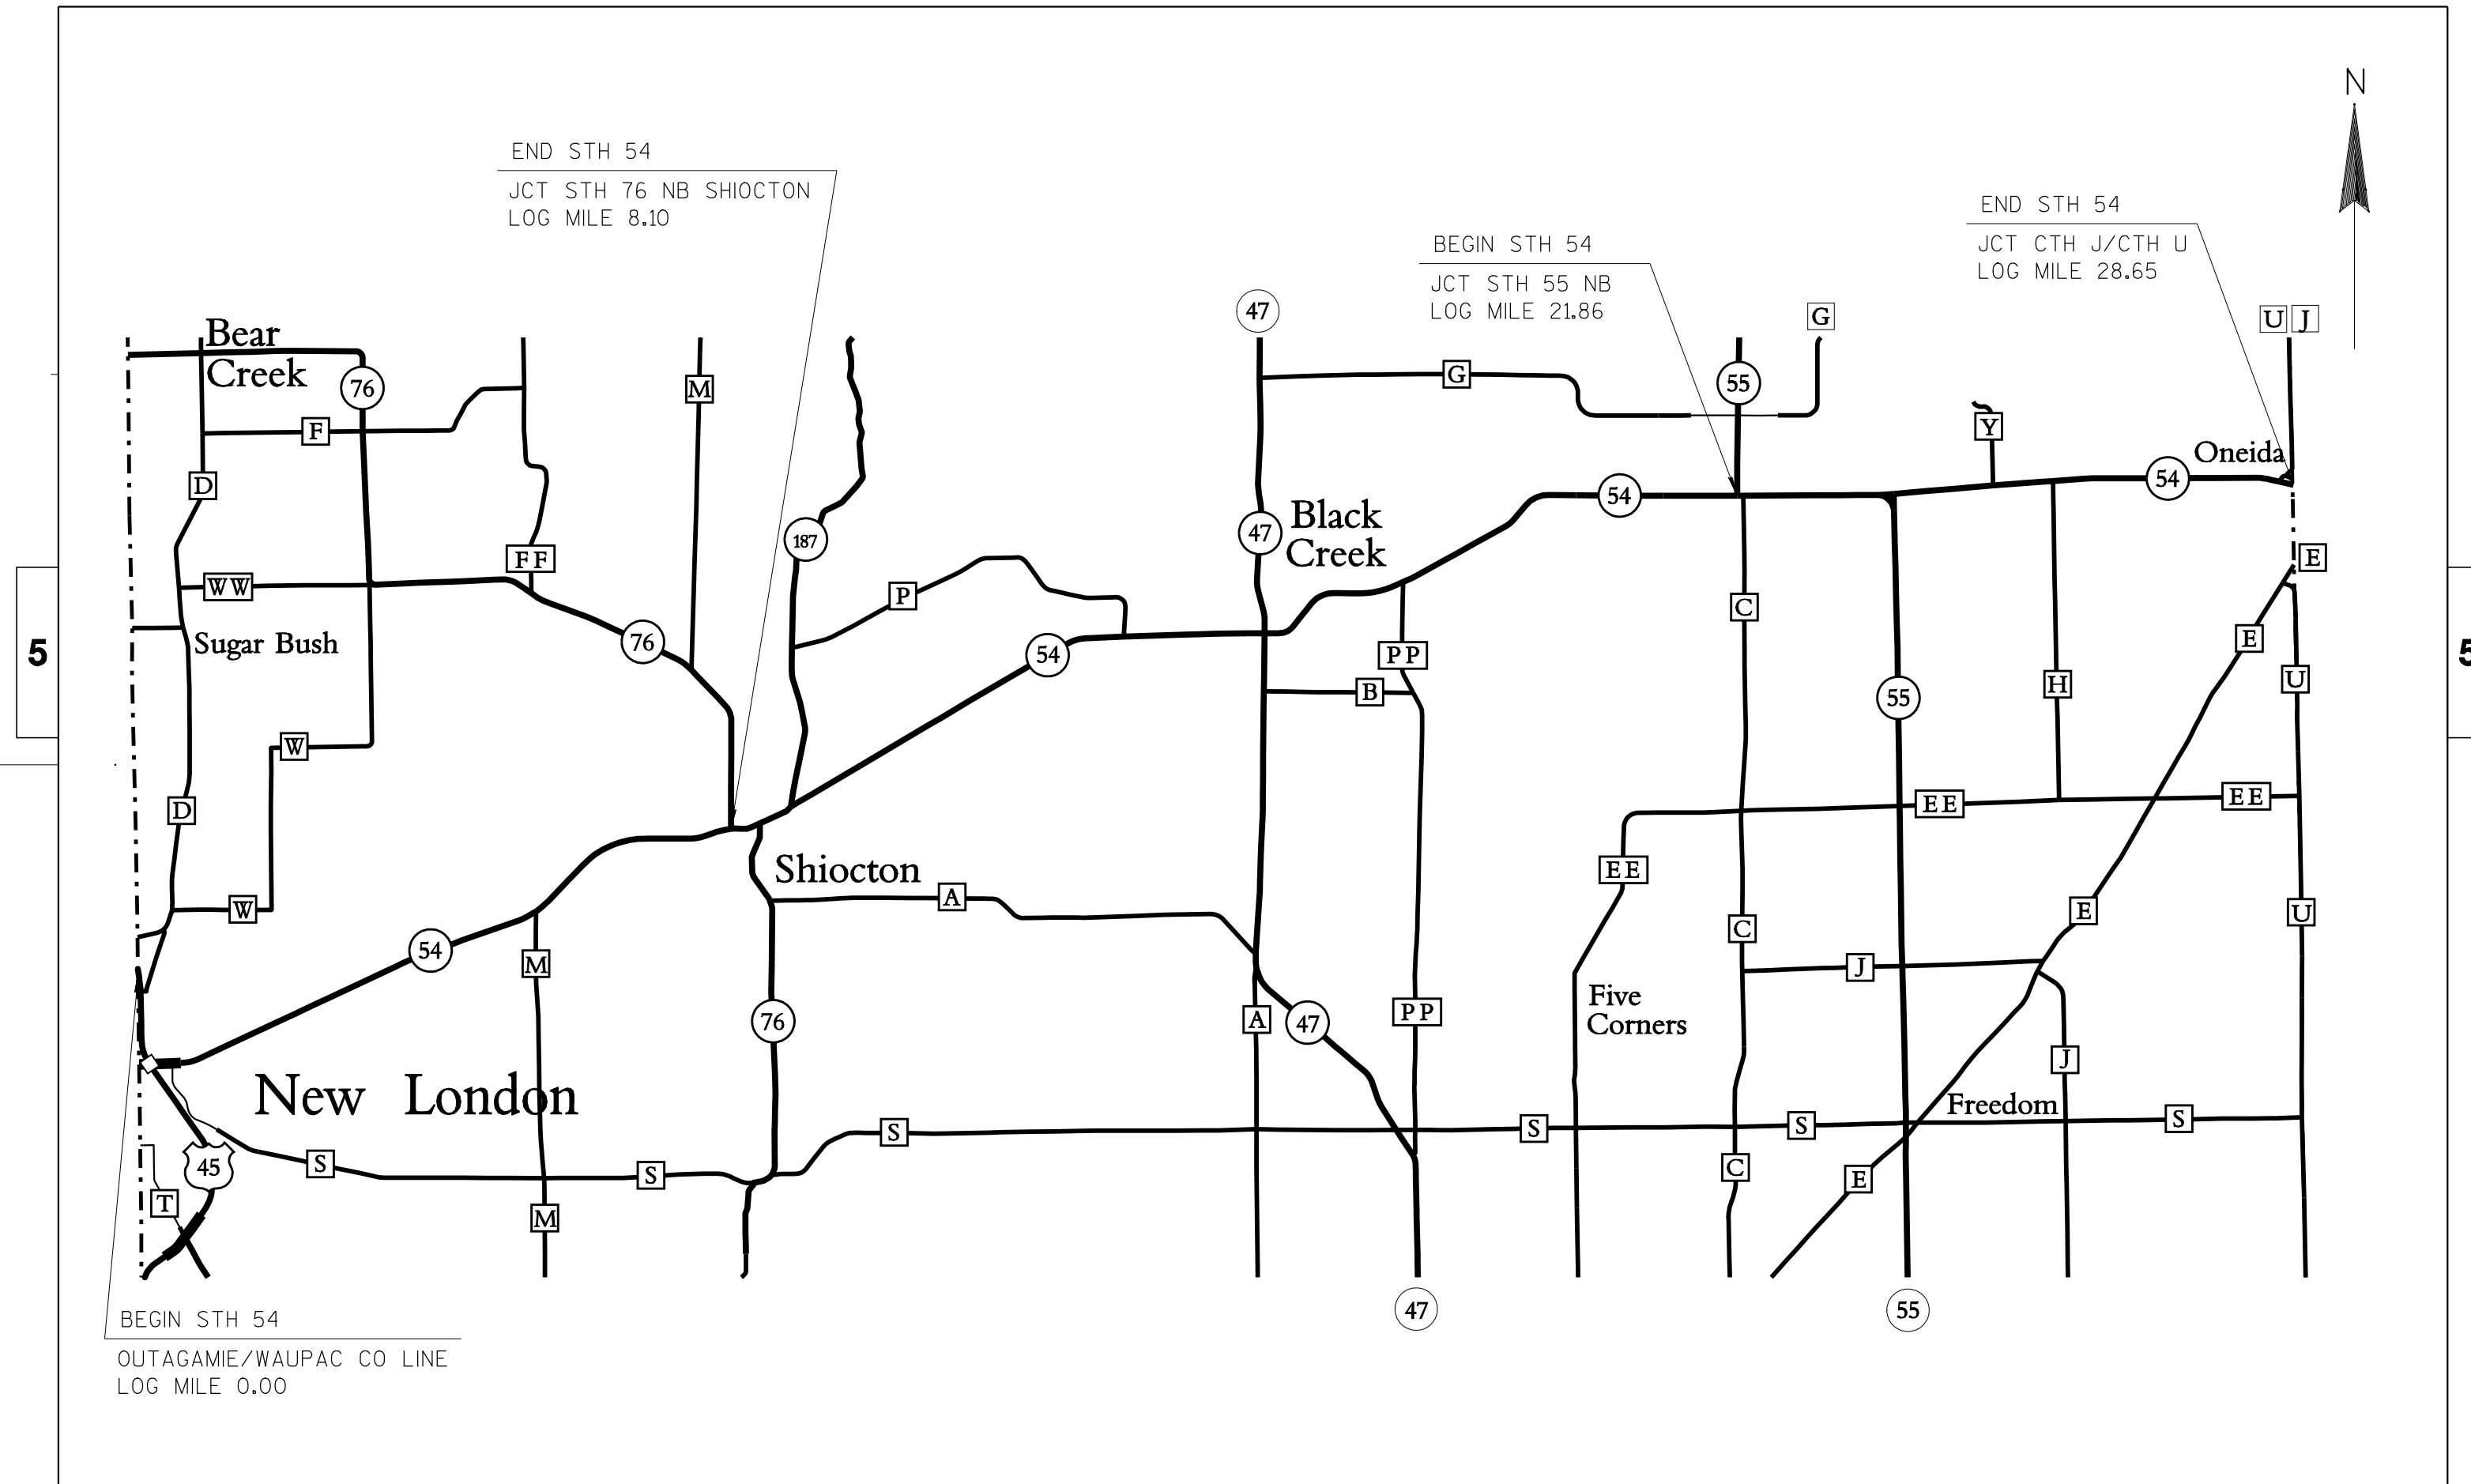 N
END STH 54
JCT STH 76 NB SHIOCTON
LOG MILE 8.10
END STH 54
JCT CTH J/CTH U
LOG MILE 28.65
BEGIN STH 54
JCT STH 55 NB
LOG MILE 21.86
47
G
U J
Bear
Creek
76
M
G
55
F
Y
Oneida
D
54
54
187
47
Black
Creek
FF
E
WW
P
C
Sugar Bush
76
54
PP
E
5
5
B
55
H
U
W
D
EE
EE
EE
Shiocton
A
W
C
E
U
54
M
J
Five
Corners
76
A
47
PP
J
New London
Freedom
S
S
S
S
S
S
45
C
E
T
M
47
55
BEGIN STH 54
OUTAGAMIE/WAUPAC CO LINE
LOG MILE 0.00